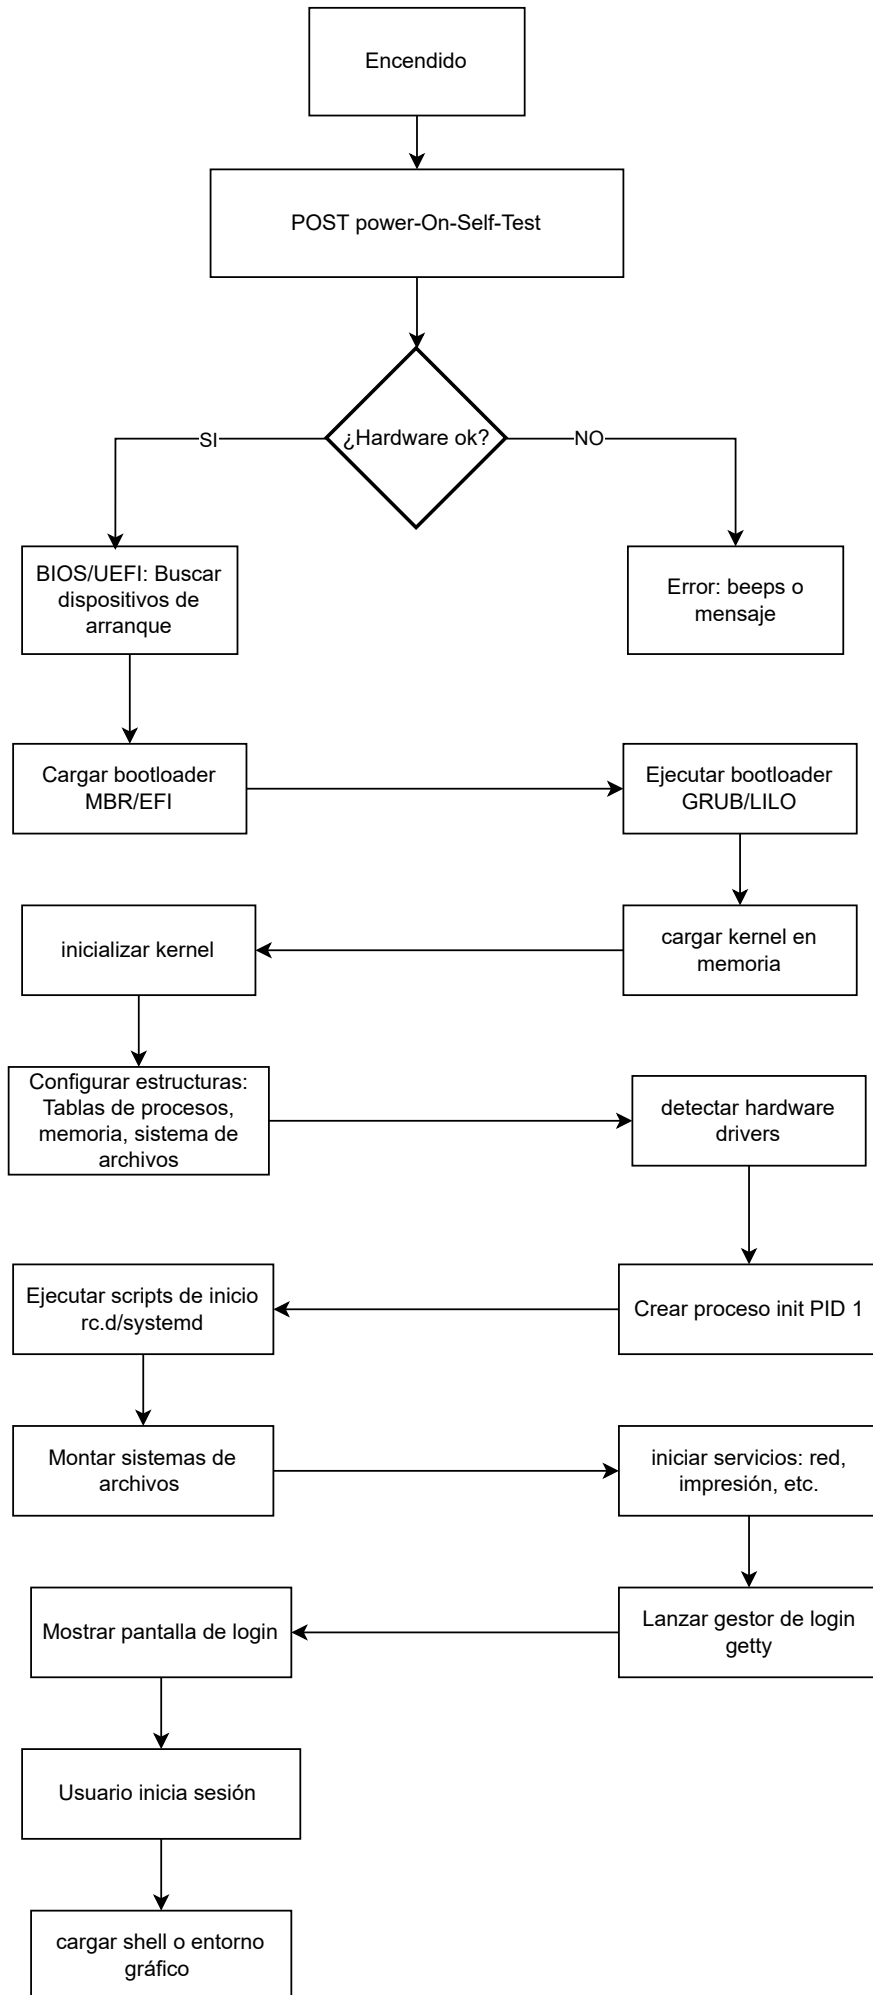 Encendido
POST power-On-Self-Test
¿Hardware ok?
SI
NO
BIOS/UEFI: Buscar
dispositivos de
arranque
Error: beeps o
mensaje
Cargar bootloader
MBR/EFI
Ejecutar bootloader
GRUB/LILO
cargar kernel en
memoria
inicializar kernel
Configurar estructuras:
Tablas de procesos,
memoria, sistema de
archivos
detectar hardware
drivers
Crear proceso init PID 1
Ejecutar scripts de inicio
rc.d/systemd
Montar sistemas de
archivos
iniciar servicios: red,
impresión, etc.
Lanzar gestor de login
getty
Mostrar pantalla de login
Usuario inicia sesión
cargar shell o entorno
gráfico